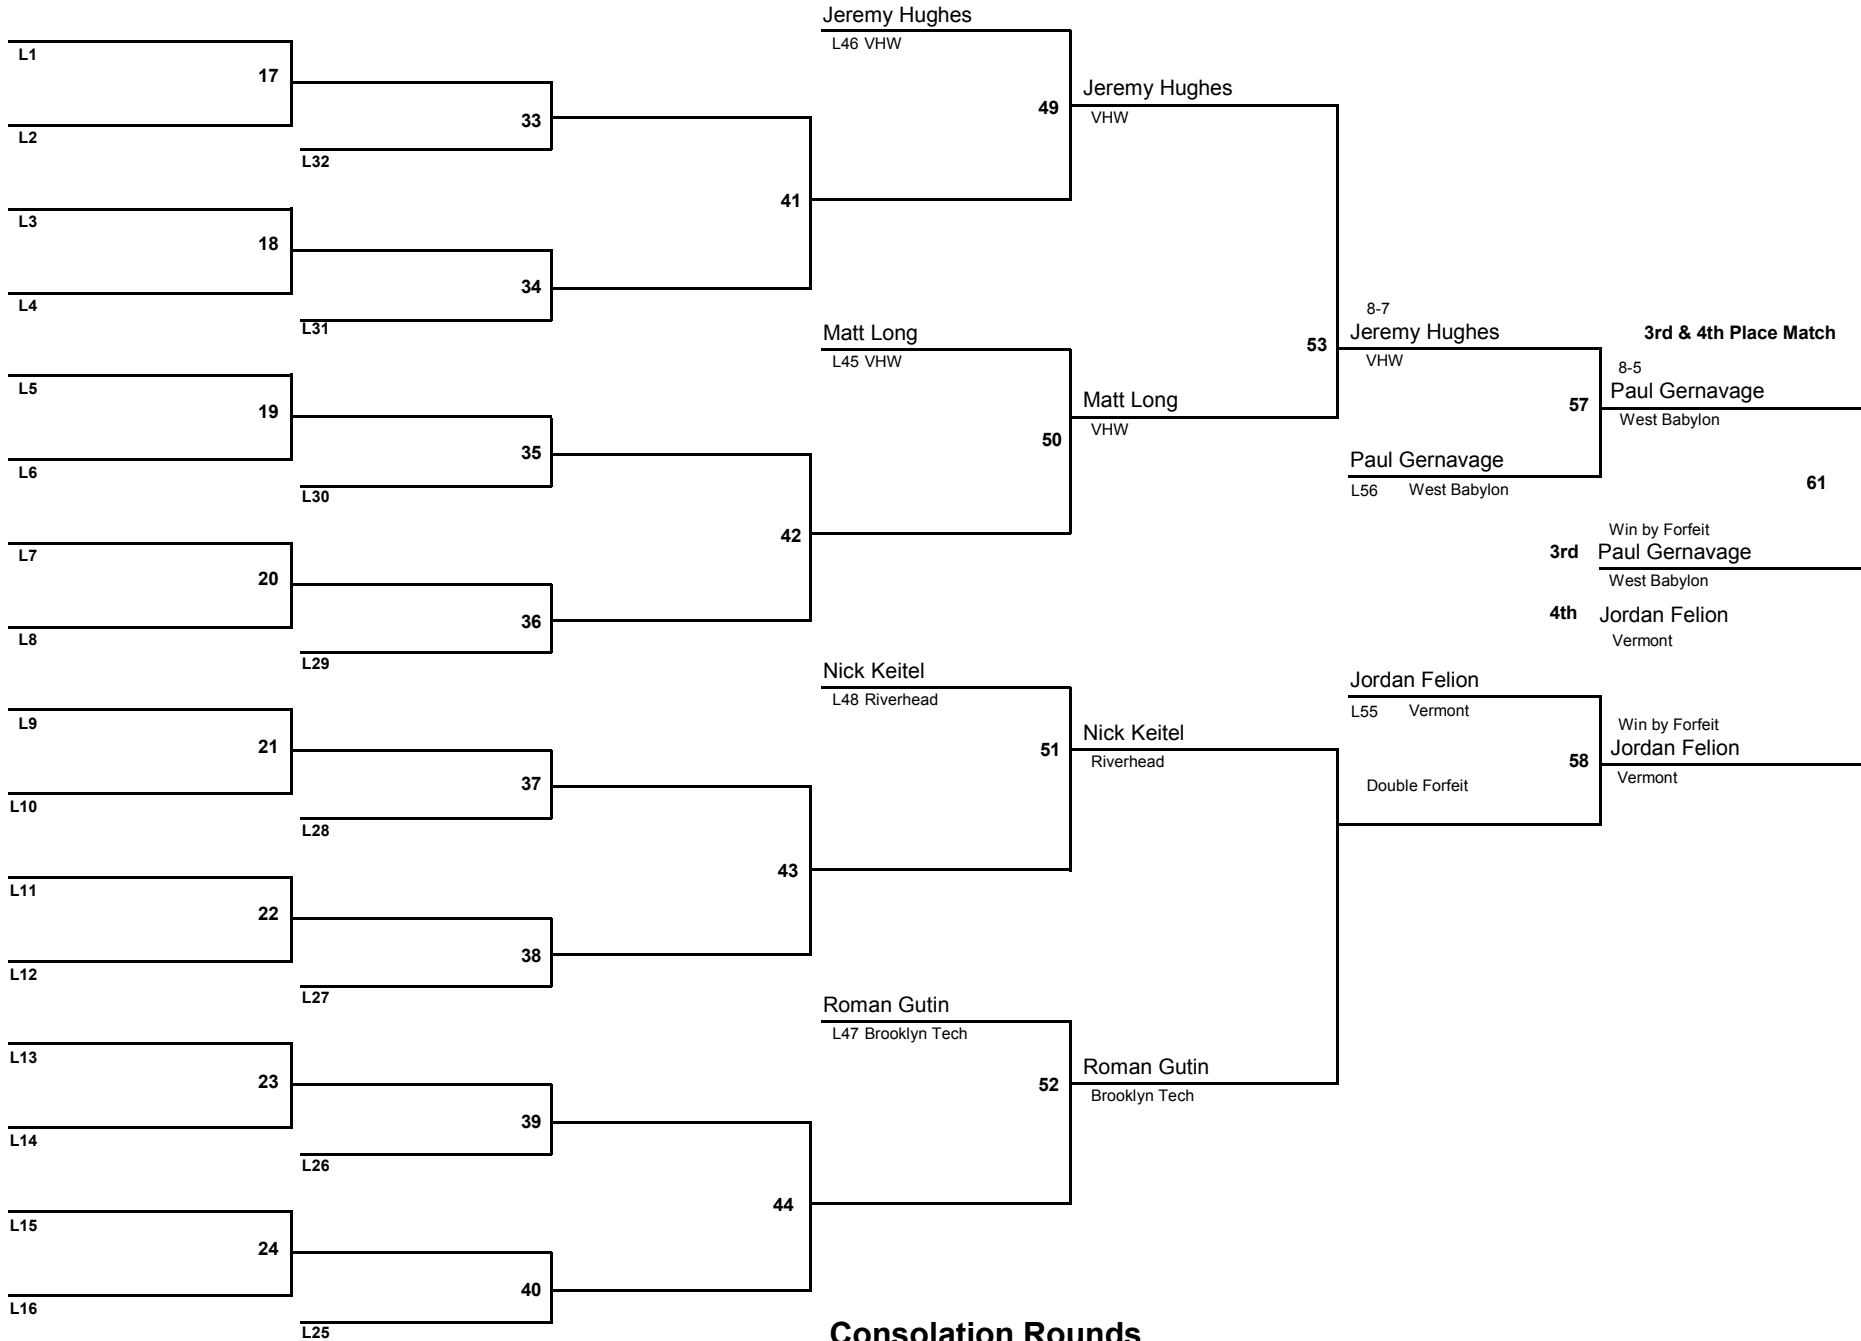 Jeremy Hughes
L46 VHW
L1
17
L2
33
L32
49
Jeremy Hughes
VHW
L3
18
L4
34
L31
41
Matt Long
L45 VHW
53
8-7
Jeremy Hughes
VHW
3rd & 4th Place Match
L5
19
L6
35
L30
50
Matt Long
VHW
57
8-5
Paul Gernavage
West Babylon
Paul Gernavage
L56 West Babylon
61
L7
20
L8
36
L29
42
Win by Forfeit
3rd Paul Gernavage
West Babylon
4th Jordan Felion
Vermont
Nick Keitel
L48 Riverhead
Jordan Felion
L55 Vermont
L9
21
L10
37
L28
51
Nick Keitel
Riverhead
58
Win by Forfeit
Jordan Felion
Vermont
Double Forfeit
43
L11
22
L12
38
L27
Roman Gutin
L47 Brooklyn Tech
L13
23
L14
39
L26
52
Roman Gutin
Brooklyn Tech
44
L15
24
L16
40
L25
Consolation Rounds